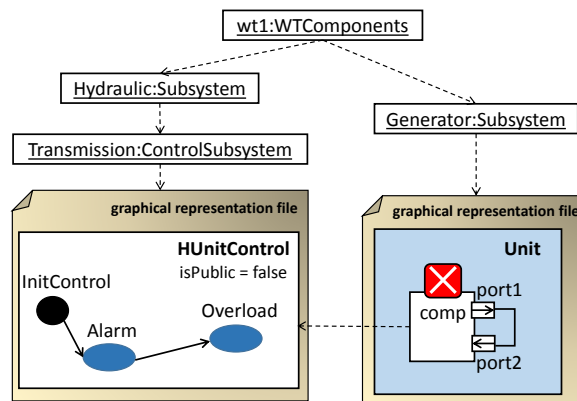 wt1:WTComponents
Hydraulic:Subsystem
Generator:Subsystem
Transmission:ControlSubsystem
graphical representation file
HUnitControl
isPublic = false
InitControl
Alarm
Overload
graphical representation file
Unit
port1
comp
port2